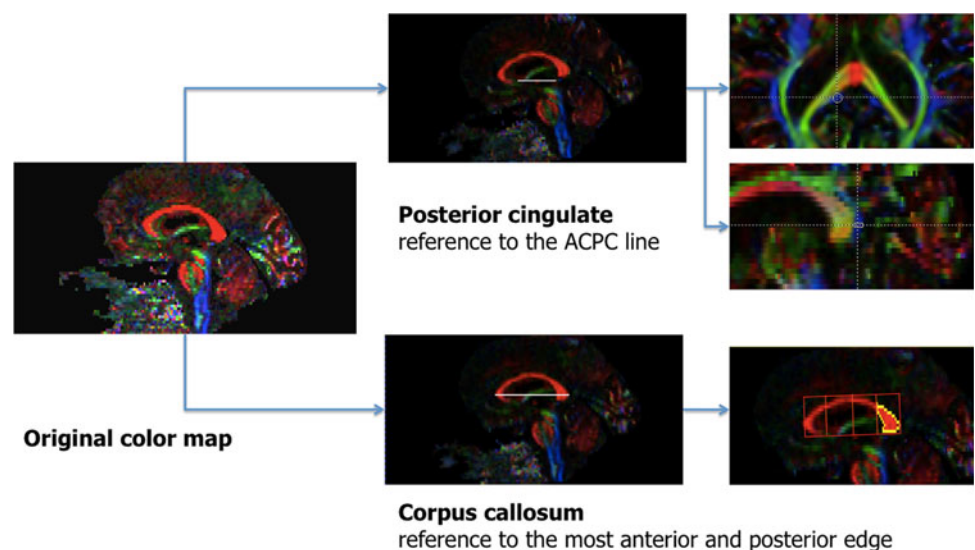 Posterior cingulate
reference to the ACPC line
Original color map
Corpus callosum
reference to the most anterior and posterior edge